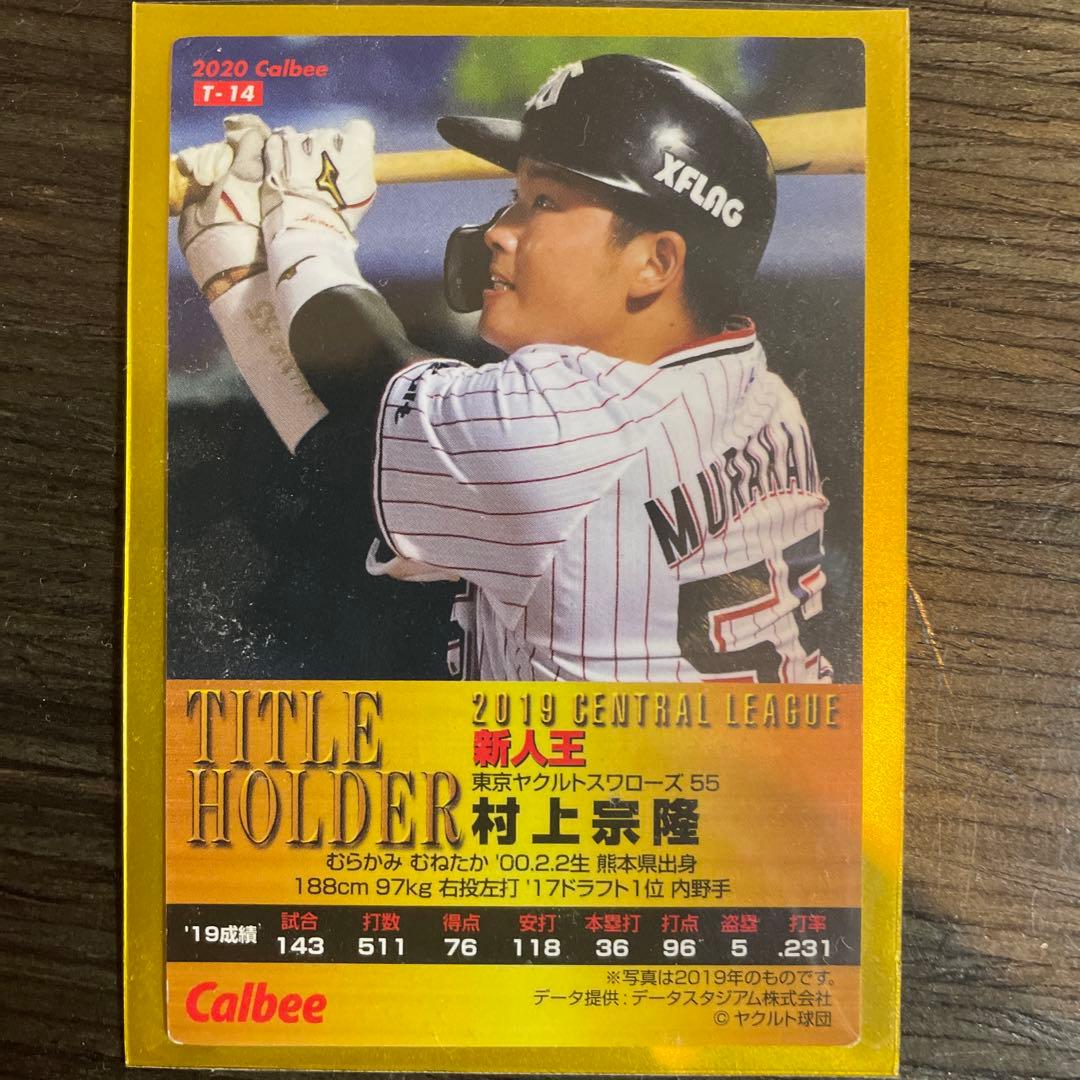 2020 Calbee
T-14
XFLAG
MURAKAM
55
TITLE
HOLDER
2019 CENTRAL LEAGUE
新人王
東京ヤクルトスワローズ 55
村上宗隆
むらかみ むねたか '00.2.2生 熊本県出身
188cm 97kg 右投左打 '17ドラフト1位 内野手
'19成績 試合 打数 得点 安打 本塁打 打点 盗塁 打率
143 511 76 118 36 96 5 .231
※写真は2019年のものです。
データ提供：データスタジアム株式会社
© ヤクルト球団
Calbee